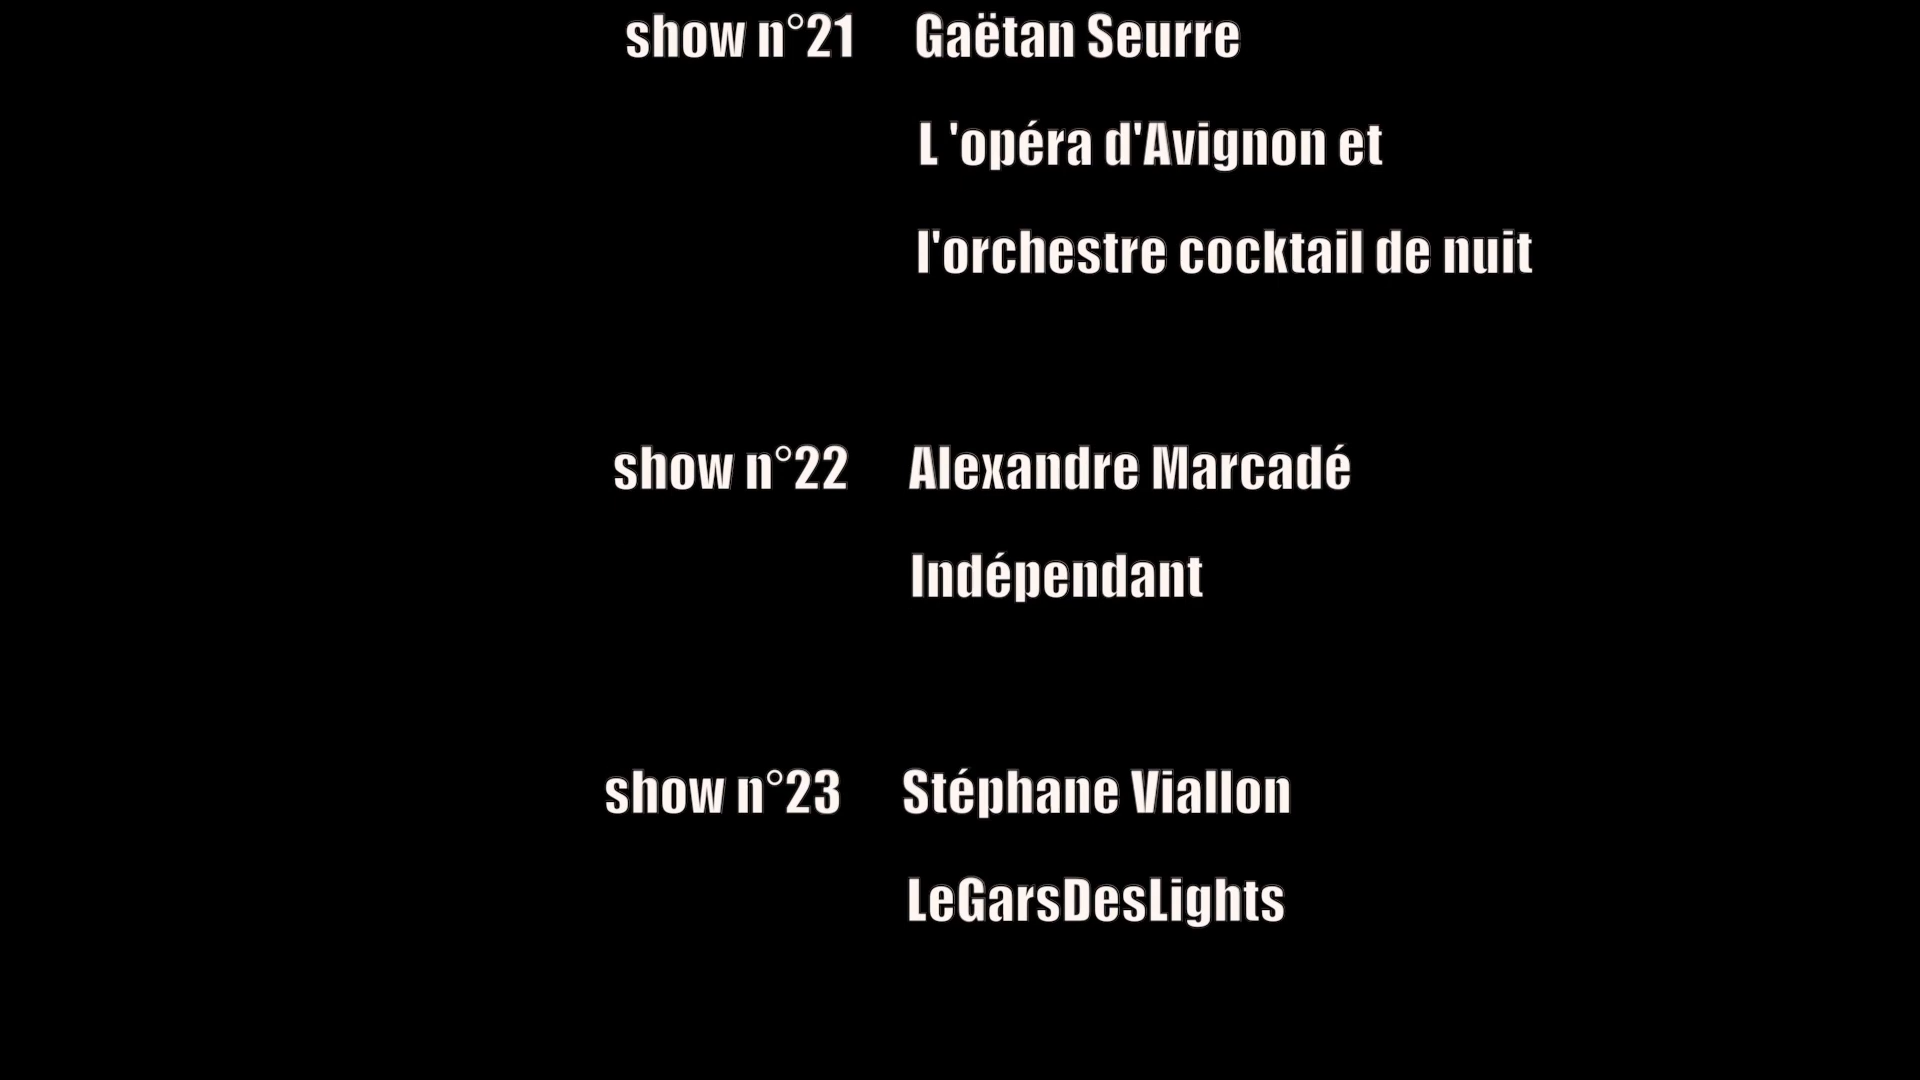 show n°21 Gaëtan Seurre
L 'opéra d'Avignon et
l'orchestre cocktail de nuit
show n°22 Alexandre Marcadé
Indépendant
show n°23 Stéphane Viallon
LeGarsDesLights